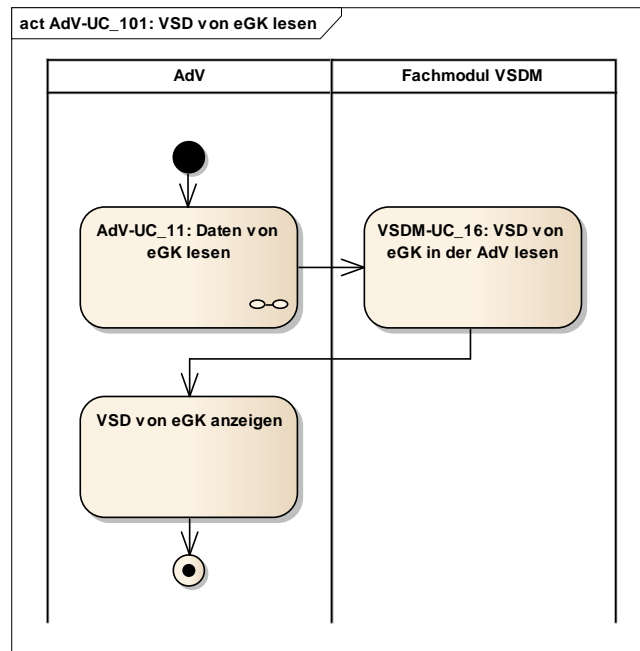 act AdV-UC_101: VSD von eGK lesen
AdV
Fachmodul VSDM
AdV-UC_11: Daten von
eGK lesen
VSDM-UC_16: VSD von
eGK in der AdV lesen
VSD von eGK anzeigen